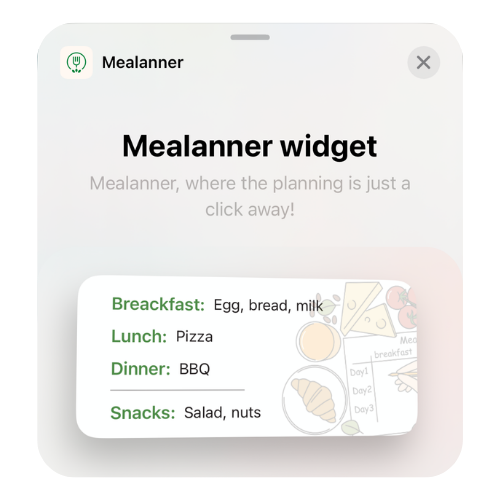 Mealanner
Mealanner widget
Mealanner, where the planning is just a
click away!
Breackfast: Egg, bread, milk
Lunch: Pizza
Dinner: BBQ
Snacks: Salad, nuts
Mea
breakfast
Day1
Day2
Day3